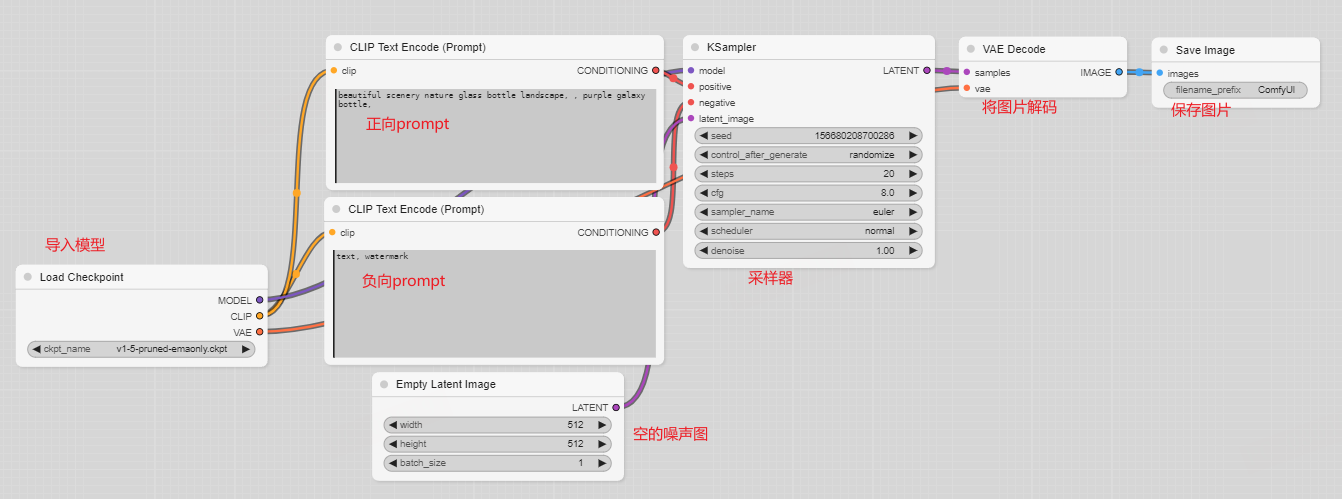 导入模型
Load Checkpoint
MODEL
CLIP
VAE
ckpt_name v1-5-pruned-emaonly.ckpt
CLIP Text Encode (Prompt)
clip CONDITIONING
beautiful scenery nature glass bottle landscape, , purple galaxy
bottle,
正向prompt
CLIP Text Encode (Prompt)
clip CONDITIONING
text, watermark
负向prompt
Empty Latent Image
LATENT
width 512
height 512
batch_size 1
空的噪声图
KSampler
model LATENT
positive
negative
latent_image
seed 156680208700286
control_after_generate randomize
steps 20
cfg 8.0
sampler_name euler
scheduler normal
denoise 1.00
采样器
VAE Decode
samples IMAGE
vae
将图片解码
Save Image
images
filename_prefix ComfyUI
保存图片